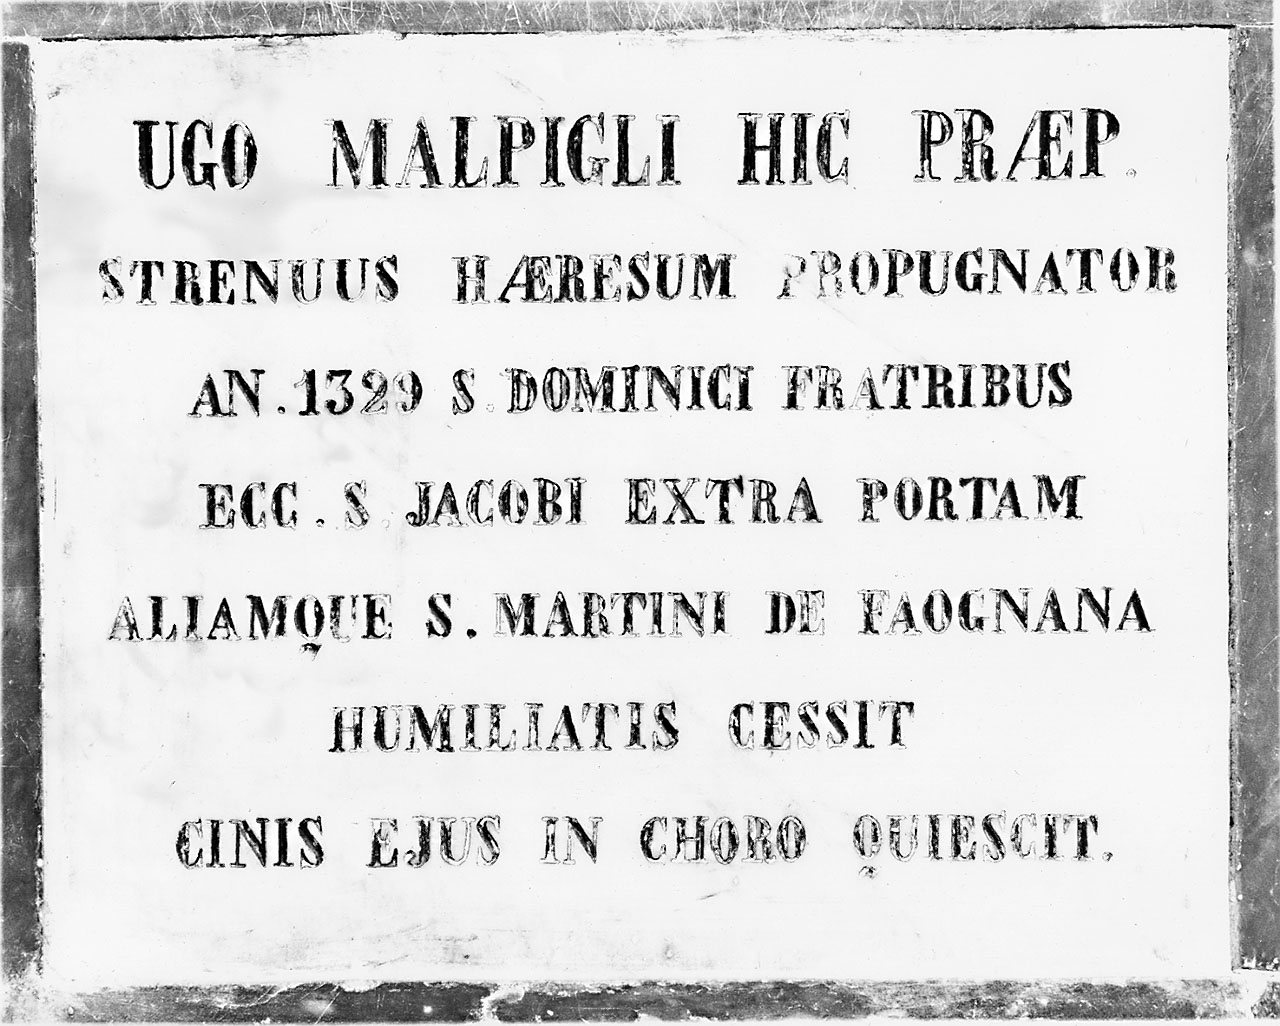 UGO MALPIGLI HIC PRÆP.
STRENUUS HÆRESUM PROPUGNATOR
AN. 1329 S. DOMINICI FRATRIBUS
ECC. S. JACOBI EXTRA PORTAM
ALIAMQUE S. MARTINI DE FAOGNANA
HUMILIATIS CESSIT
CINIS EJUS IN CHORO QUIESCIT.